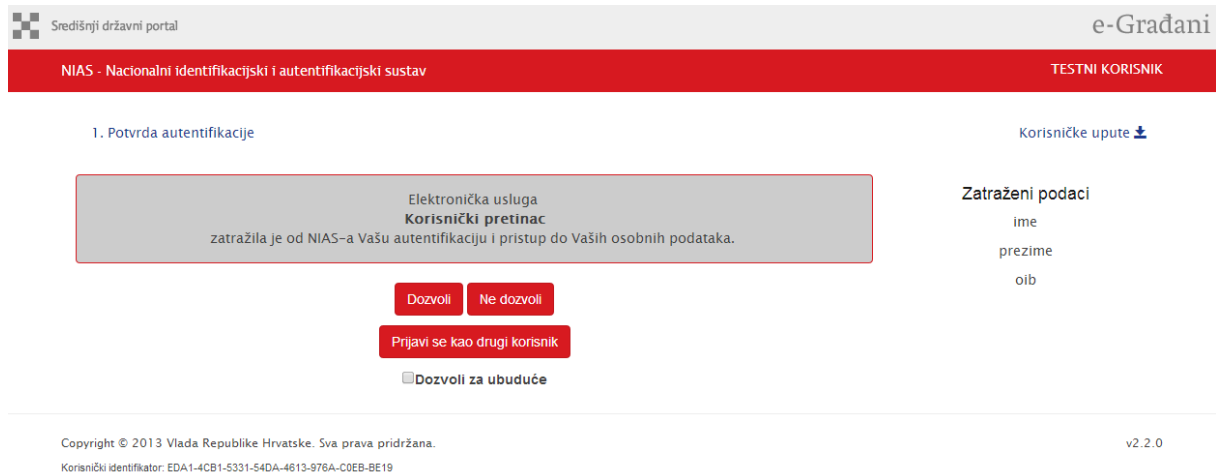 Središnji državni portal
e-Građani
NIAS - Nacionalni identifikacijski i autentifikacijski sustav
TESTNI KORISNIK
1. Potvrda autentifikacije
Korisničke upute
Elektronička usluga
Korisnički pretinac
zatražila je od NIAS-a Vašu autentifikaciju i pristup do Vaših osobnih podataka.
Zatraženi podaci
ime
prezime
oib
Dozvoli
Ne dozvoli
Prijavi se kao drugi korisnik
Dozvoli za ubuduće
Copyright © 2013 Vlada Republike Hrvatske. Sva prava pridržana.
v2.2.0
Korisnički identifikator: EDA1-4CB1-5331-54DA-4613-976A-C0EB-BE19